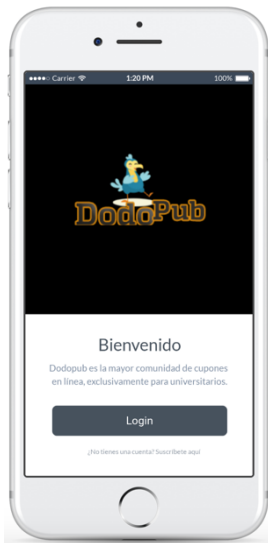 Carrier 1:20 PM 100%
DodoPub
Bienvenido
Dodopub es la mayor comunidad de cupones
en línea, exclusivamente para universitarios.
Login
¿No tienes una cuenta? Suscríbete aquí